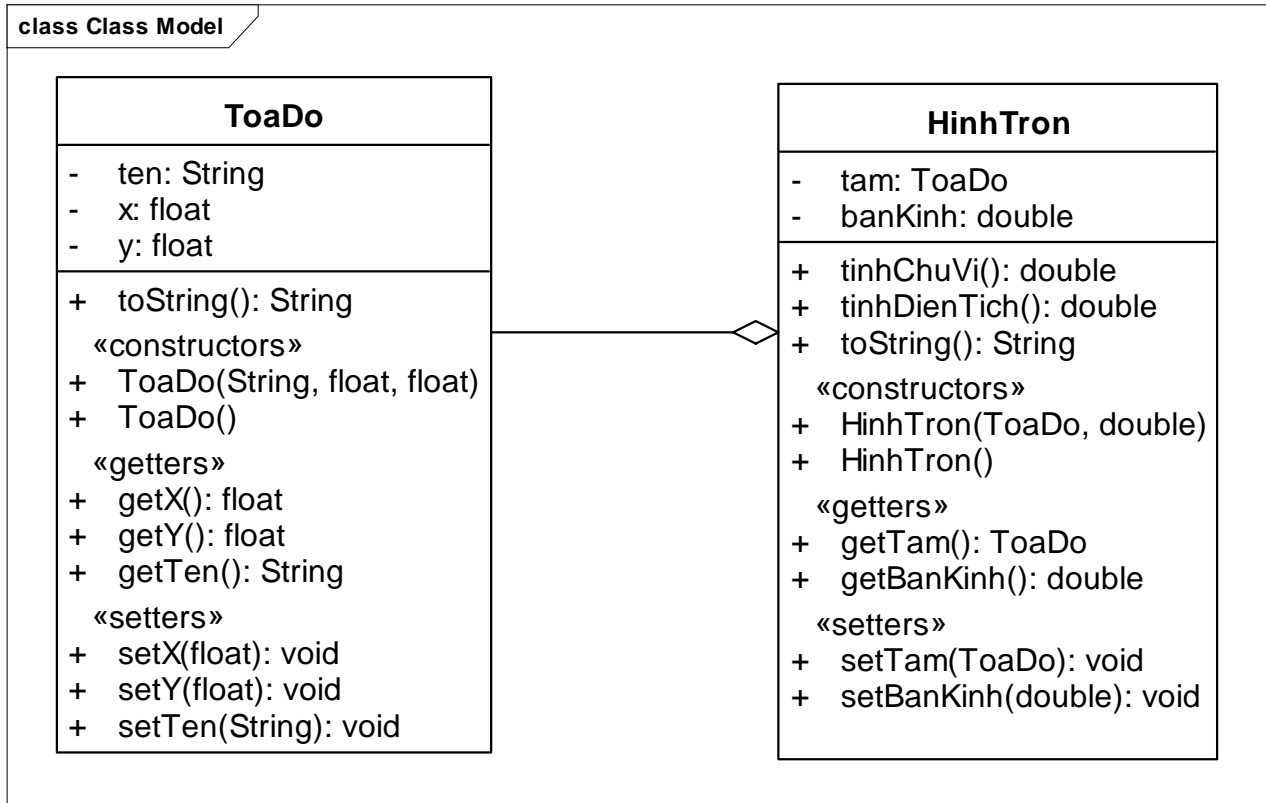 class Class Model
ToaDo
- ten: String
- x: float
- y: float
+ toString(): String
«constructors»
+ ToaDo(String, float, float)
+ ToaDo()
«getters»
+ getX(): float
+ getY(): float
+ getTen(): String
«setters»
+ setX(float): void
+ setY(float): void
+ setTen(String): void
HinhTron
- tam: ToaDo
- banKinh: double
+ tinhChuVi(): double
+ tinhDienTich(): double
+ toString(): String
«constructors»
+ HinhTron(ToaDo, double)
+ HinhTron()
«getters»
+ getTam(): ToaDo
+ getBanKinh(): double
«setters»
+ setTam(ToaDo): void
+ setBanKinh(double): void